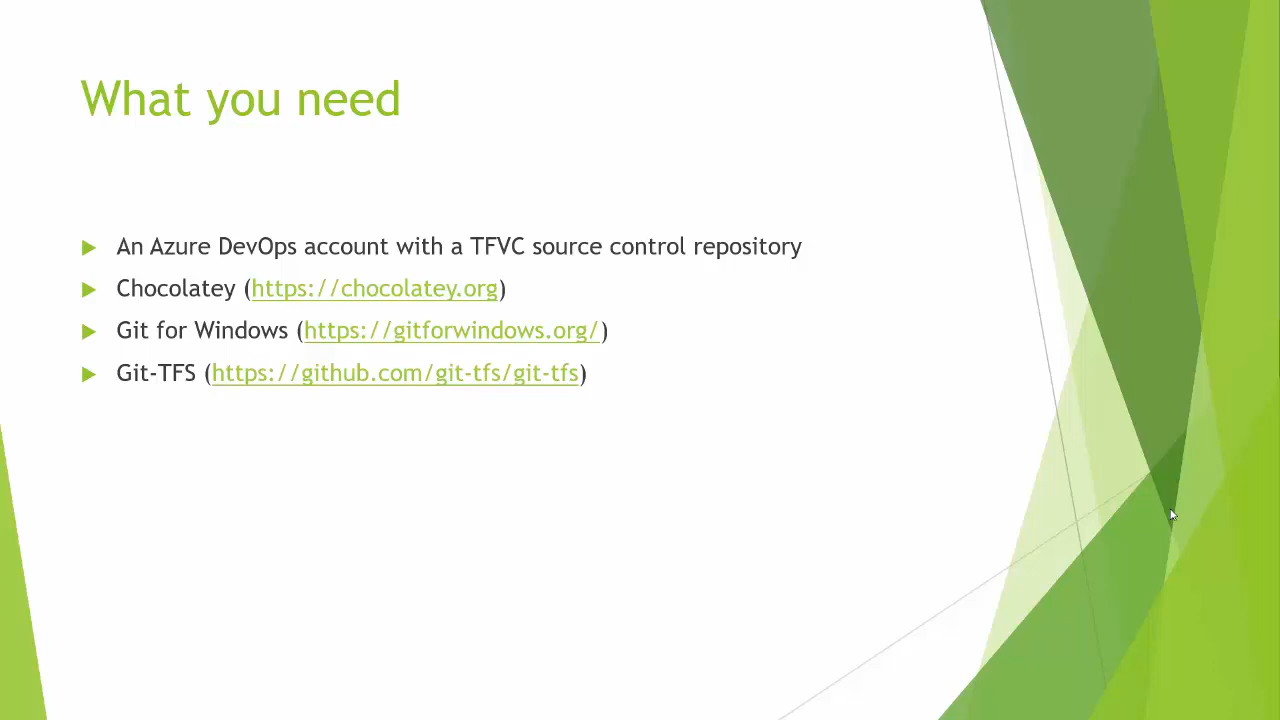 What you need
An Azure DevOps account with a TFVC source control repository
Chocolatey (https://chocolatey.org)
Git for Windows (https://gitforwindows.org/)
Git-TFS (https://github.com/git-tfs/git-tfs)